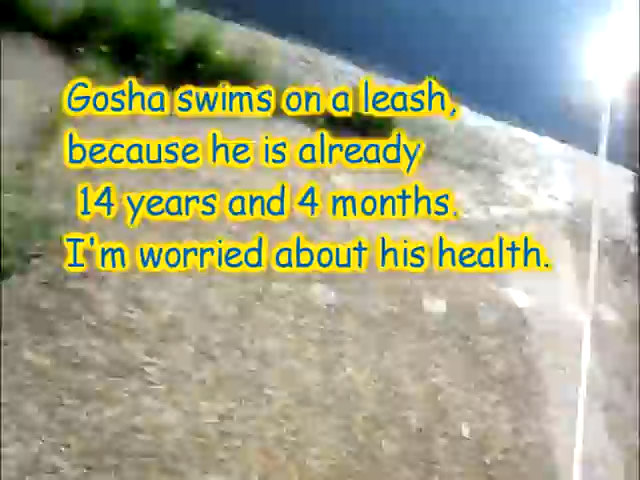 Gosha swims on a leash,
because he is already
14 years and 4 months.
I'm worried about his health.